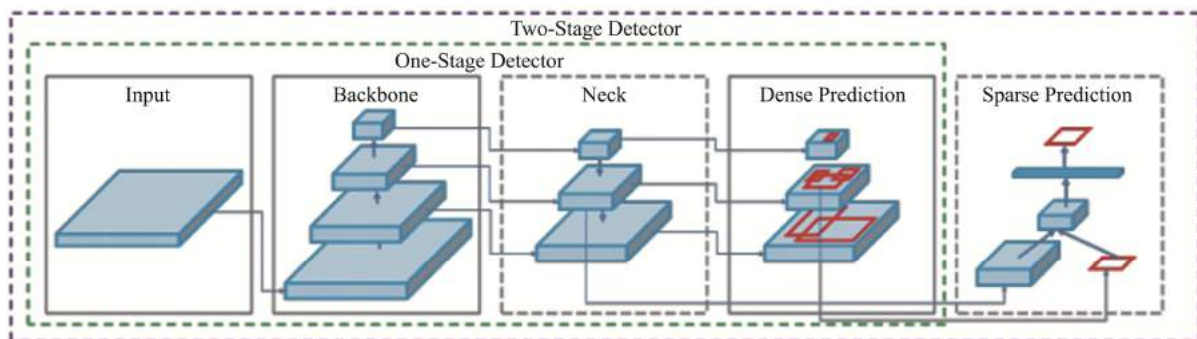 Two-Stage Detector
One-Stage Detector
Input
Backbone
Neck
Dense Prediction
Sparse Prediction